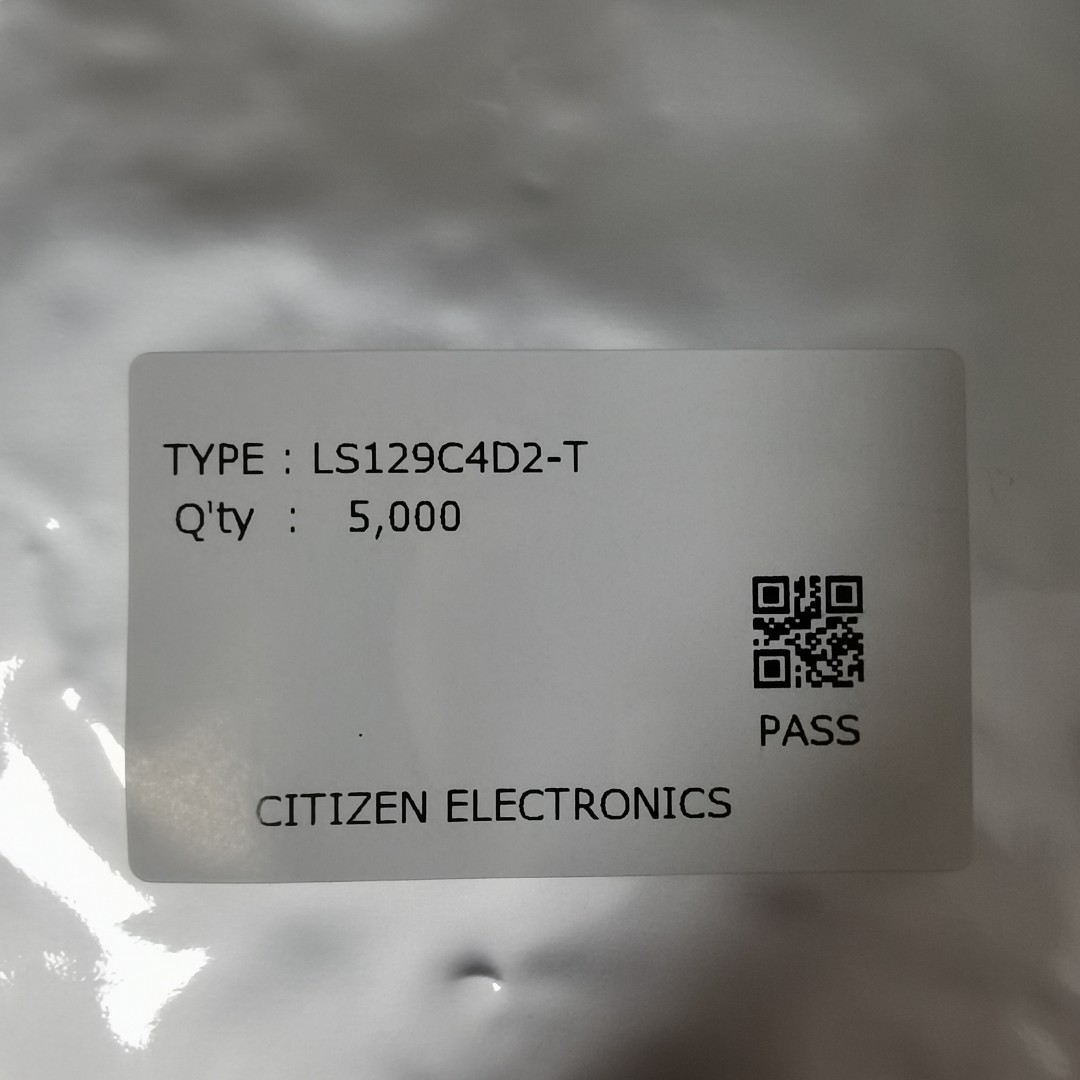 TYPE : LS129C4D2-T
Q'ty : 5,000
PASS
CITIZEN ELECTRONICS